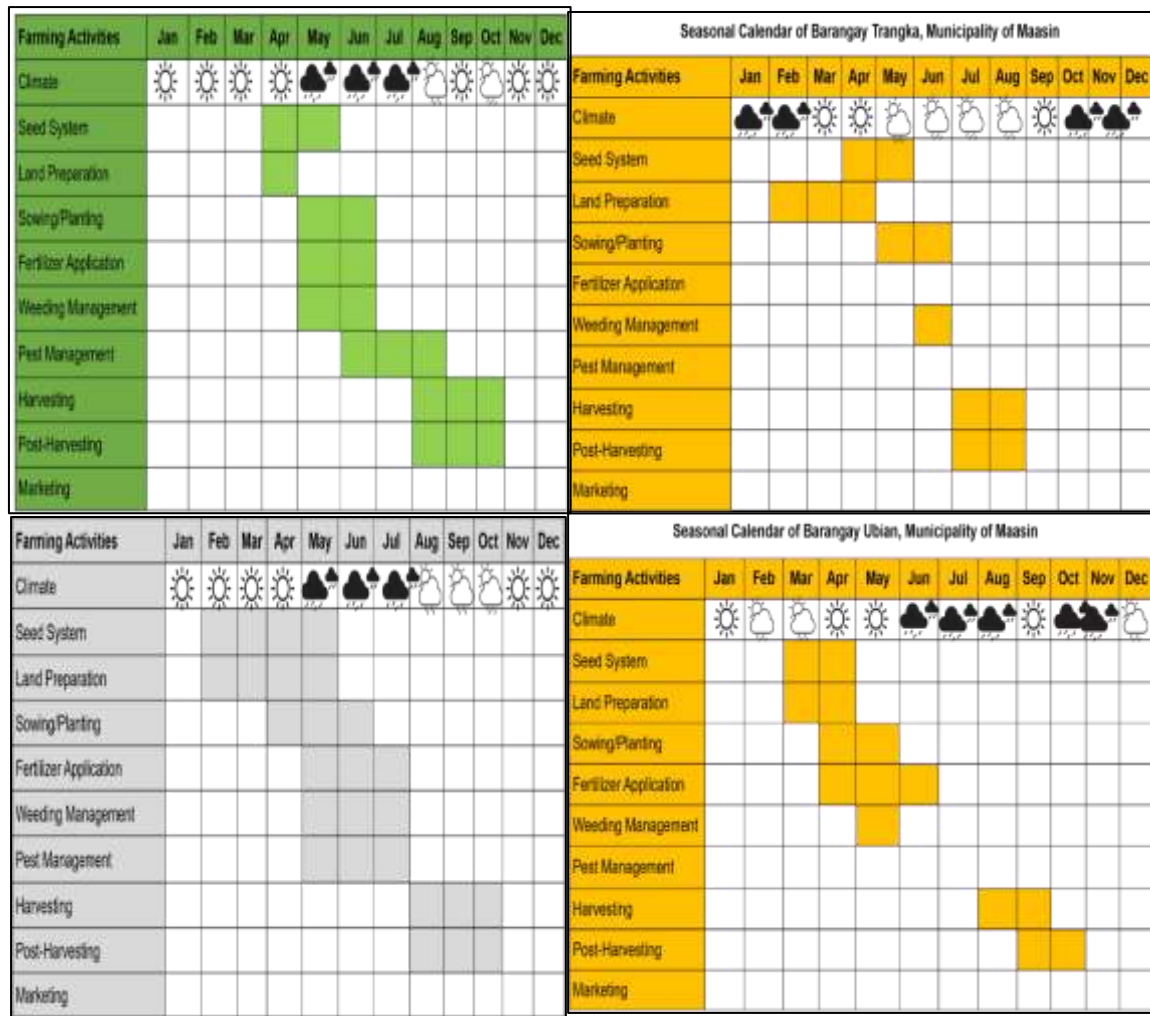 Farming Activities Jan Feb Mar Apr May Jun Jul Aug Sep Oct Nov Dec
Climate
Seed System
Land Preparation
Sowing/Planting
Fertilizer Application
Weeding Management
Pest Management
Harvesting
Post-Harvesting
Marketing
Seasonal Calendar of Barangay Trangka, Municipality of Maasin
Farming Activities Jan Feb Mar Apr May Jun Jul Aug Sep Oct Nov Dec
Climate
Seed System
Land Preparation
Sowing/Planting
Fertilizer Application
Weeding Management
Pest Management
Harvesting
Post-Harvesting
Marketing
Farming Activities Jan Feb Mar Apr May Jun Jul Aug Sep Oct Nov Dec
Climate
Seed System
Land Preparation
Sowing/Planting
Fertilizer Application
Weeding Management
Pest Management
Harvesting
Post-Harvesting
Marketing
Seasonal Calendar of Barangay Ubian, Municipality of Maasin
Farming Activities Jan Feb Mar Apr May Jun Jul Aug Sep Oct Nov Dec
Climate
Seed System
Land Preparation
Sowing/Planting
Fertilizer Application
Weeding Management
Pest Management
Harvesting
Post-Harvesting
Marketing